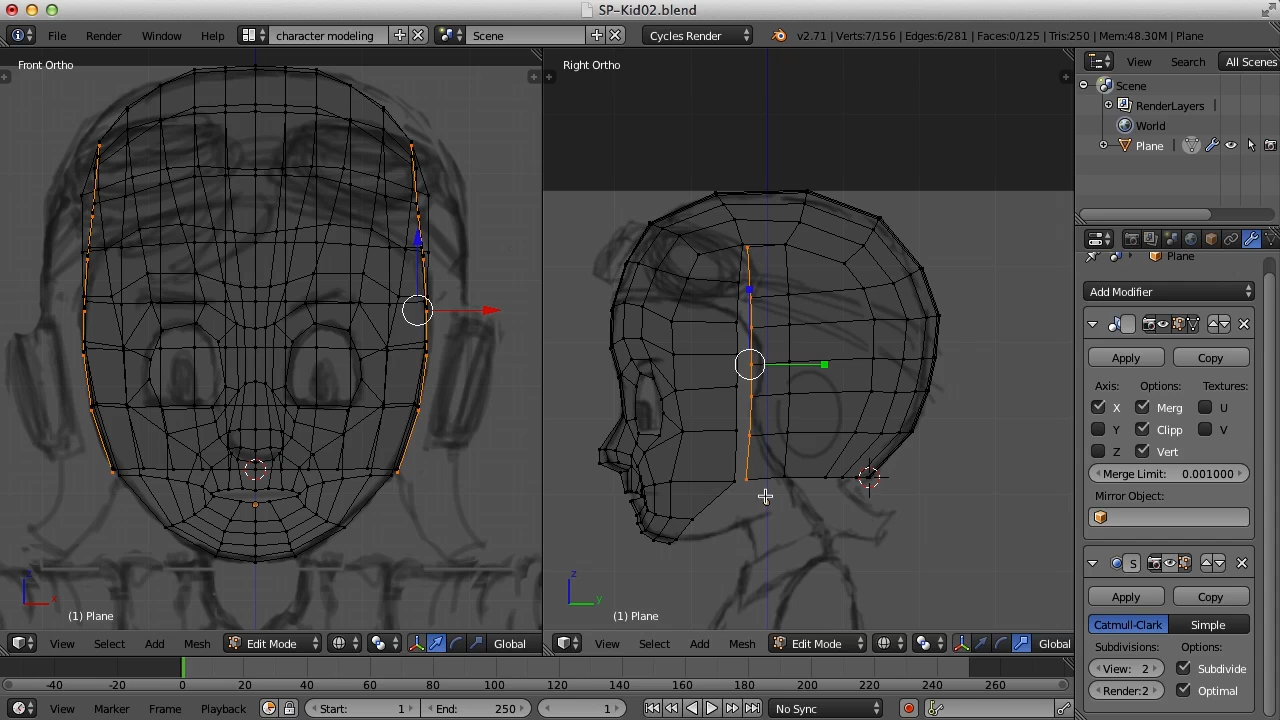 SP-Kid02.blend
File Render Window Help character modeling Scene Cycles Render v2.71 | Verts:7/156 | Edges:6/281 | Faces:0/125 | Tris:250 | Mem:48.30M | Plane
Front Ortho
Right Ortho
View Search All Scenes
Scene
RenderLayers
World
Plane
Plane
Add Modifier
Apply Copy
Axis: Options: Textures:
X Merg U
Y Clipp V
Z Vert
Merge Limit: 0.001000
Mirror Object:
S
Apply Copy
Catmull-Clark Simple
Subdivisions: Options:
View: 2 Subdivide
Render:2 Optimal
z
x
(1) Plane
z
y
(1) Plane
View Select Add Mesh Edit Mode Global
View Select Add Mesh Edit Mode Global
-40 -20 0 20 40 60 80 100 120 140 160 180 200 220 240 260
View Marker Frame Playback Start: 1 End: 250 1 No Sync